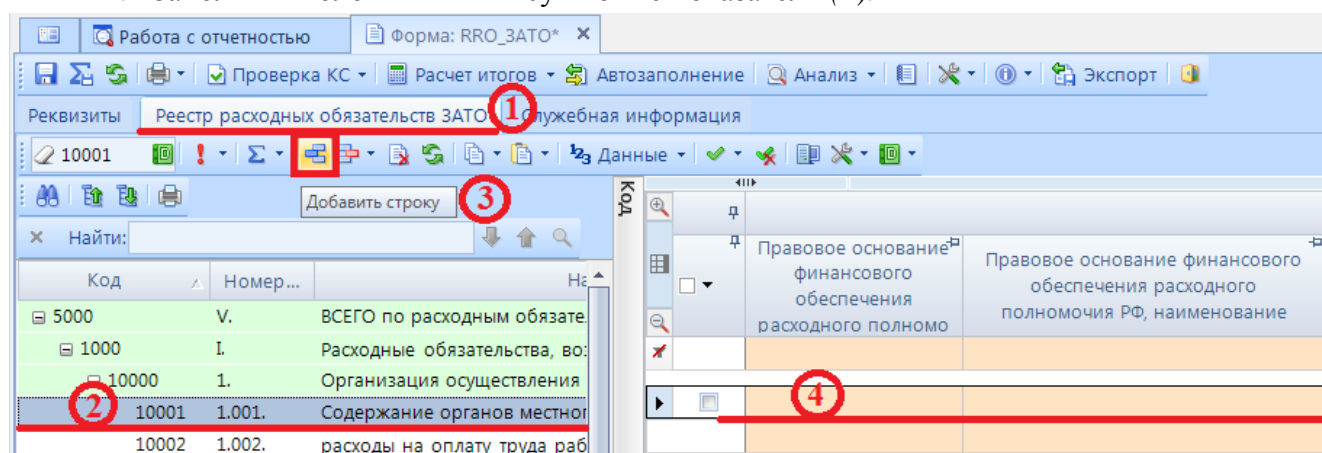 Работа с отчетностью Форма: RRO_ЗАТО* ×
Проверка КС Расчет итогов Автозаполнение Анализ Экспорт
Реквизиты Реестр расходных обязательств ЗАТО 1 Служебная информация
10001 Данные
Добавить строку 3 Код
Найти:
Код Номер... На
Правовое основание финансового обеспечения расходного полномо
Правовое основание финансового обеспечения расходного полномочия РФ, наименование
5000 V. ВСЕГО по расходным обязате.
1000 I. Расходные обязательства, воз
10000 1. Организация осуществления
2 10001 1.001. Содержание органов местног 4
10002 1.002. расходы на оплату труда раб